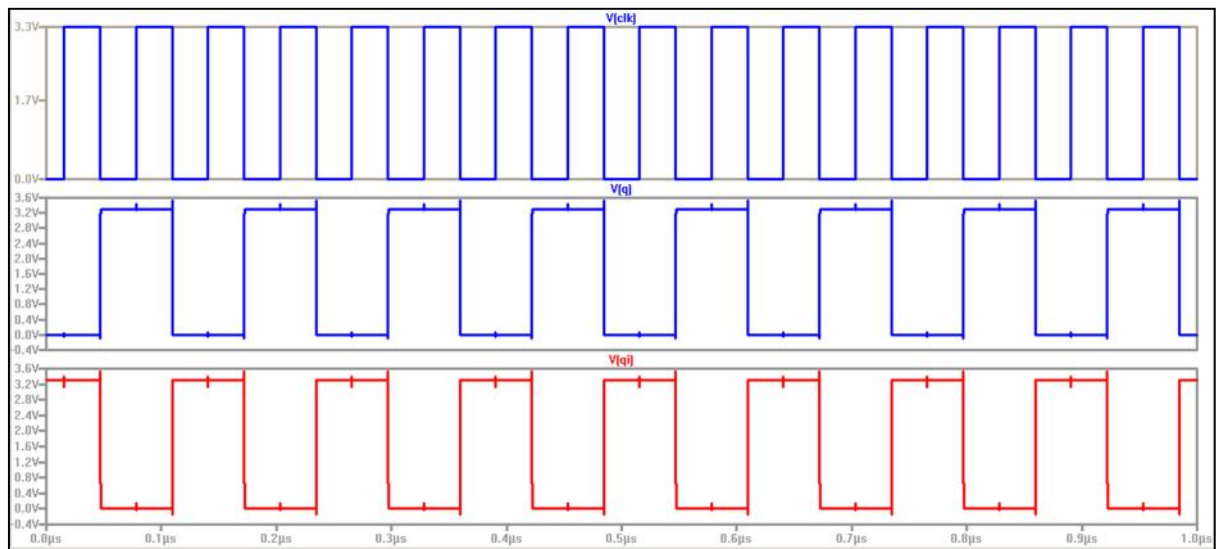 V(clk)
3.3V
1.7V
0.0V
V(q)
3.6V
3.2V
2.8V
2.4V
2.0V
1.6V
1.2V
0.8V
0.4V
0.0V
-0.4V
V(qi)
3.6V
3.2V
2.8V
2.4V
2.0V
1.6V
1.2V
0.8V
0.4V
0.0V
-0.4V
0.0µs 0.1µs 0.2µs 0.3µs 0.4µs 0.5µs 0.6µs 0.7µs 0.8µs 0.9µs 1.0µs